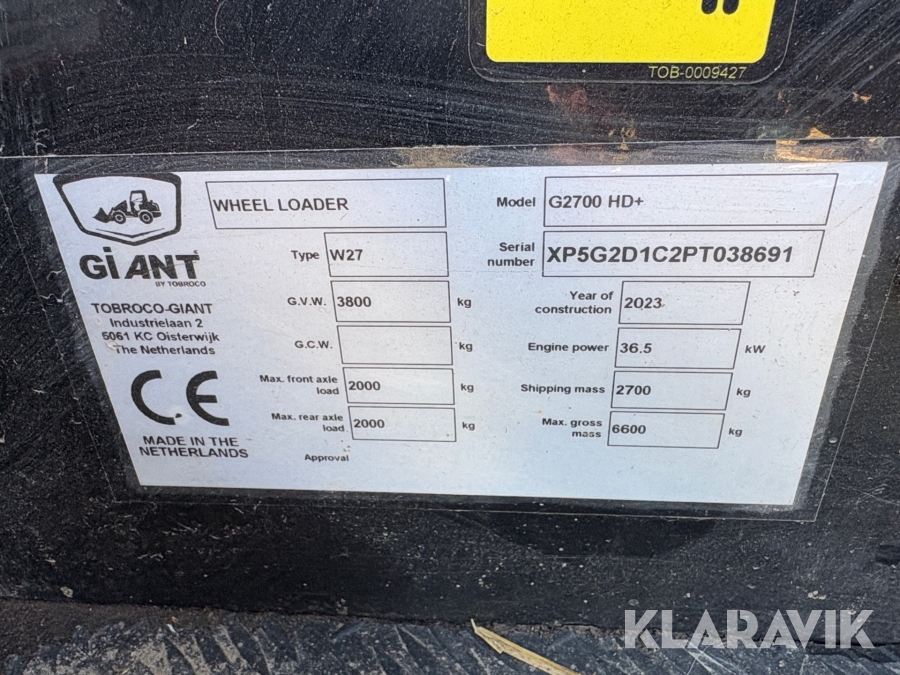 TOB-0009427
WHEEL LOADER
Model G2700 HD+
GiANT
BY TOBROCO
Type W27
Serial number XP5G2D1C2PT038691
TOBROCO-GIANT
Industrielaan 2
5061 KC Oisterwijk
The Netherlands
G.V.W. 3800 kg
Year of construction 2023
G.C.W. kg
Engine power 36.5 kW
Max. front axle load 2000 kg
Shipping mass 2700 kg
CE
Max. rear axle load 2000 kg
Max. gross mass 6600 kg
MADE IN THE
NETHERLANDS
Approval
KLARAVIK